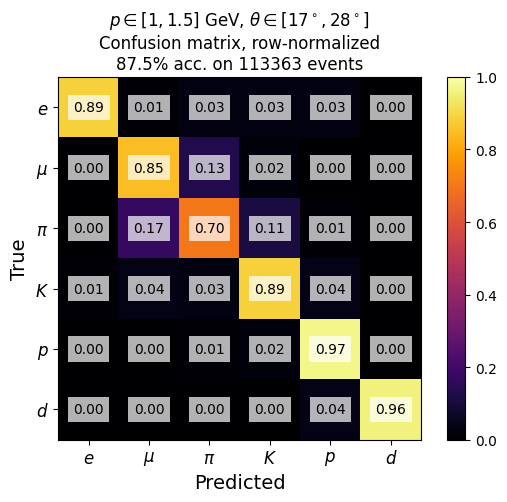 p ∈ [1, 1.5] GeV, θ ∈ [17°, 28°]
Confusion matrix, row-normalized
87.5% acc. on 113363 events
e 0.89 0.01 0.03 0.03 0.03 0.00
μ 0.00 0.85 0.13 0.02 0.00 0.00
π 0.00 0.17 0.70 0.11 0.01 0.00
K 0.01 0.04 0.03 0.89 0.04 0.00
p 0.00 0.00 0.01 0.02 0.97 0.00
d 0.00 0.00 0.00 0.00 0.04 0.96
e μ π K p d
Predicted
True
1.0
0.8
0.6
0.4
0.2
0.0